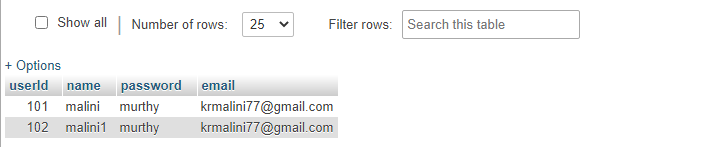 Show all Number of rows: 25 Filter rows: Search this table
+ Options
userId name password email
101 malini murthy krmalini77@gmail.com
102 malini1 murthy krmalini77@gmail.com